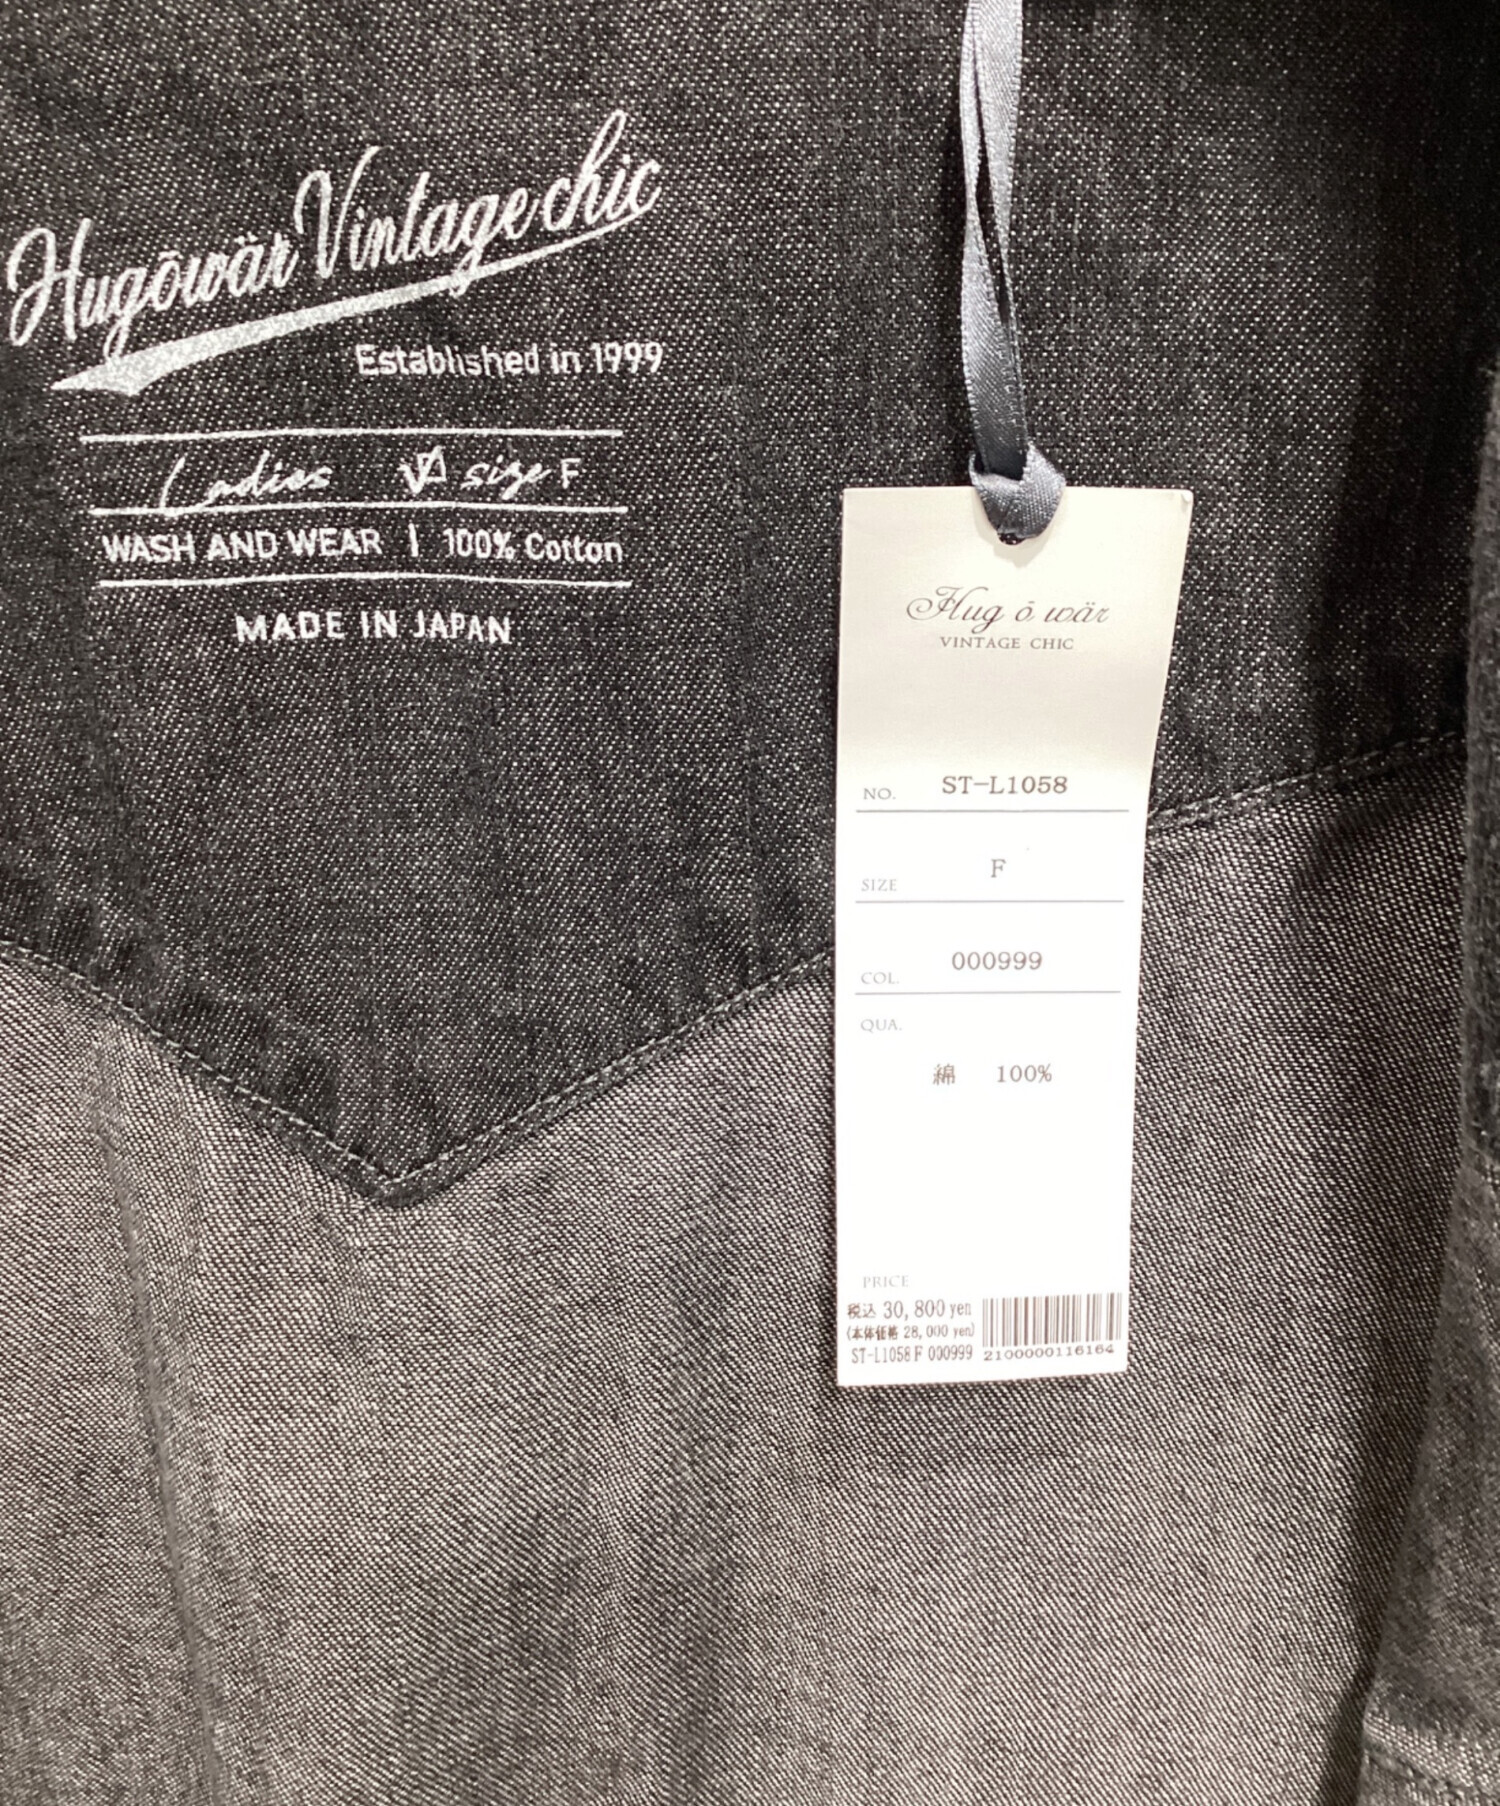 Hugōwär Vintage chic
Established in 1999
Ladies size F
WASH AND WEAR | 100% Cotton
MADE IN JAPAN
Hug ō wär
VINTAGE CHIC
NO. ST-L1058
SIZE F
COL. 000999
QUA.
綿 100%
PRICE
税込 30,800 yen
(本体価格 28,000 yen)
ST-L1058 F 000999 2100000116164